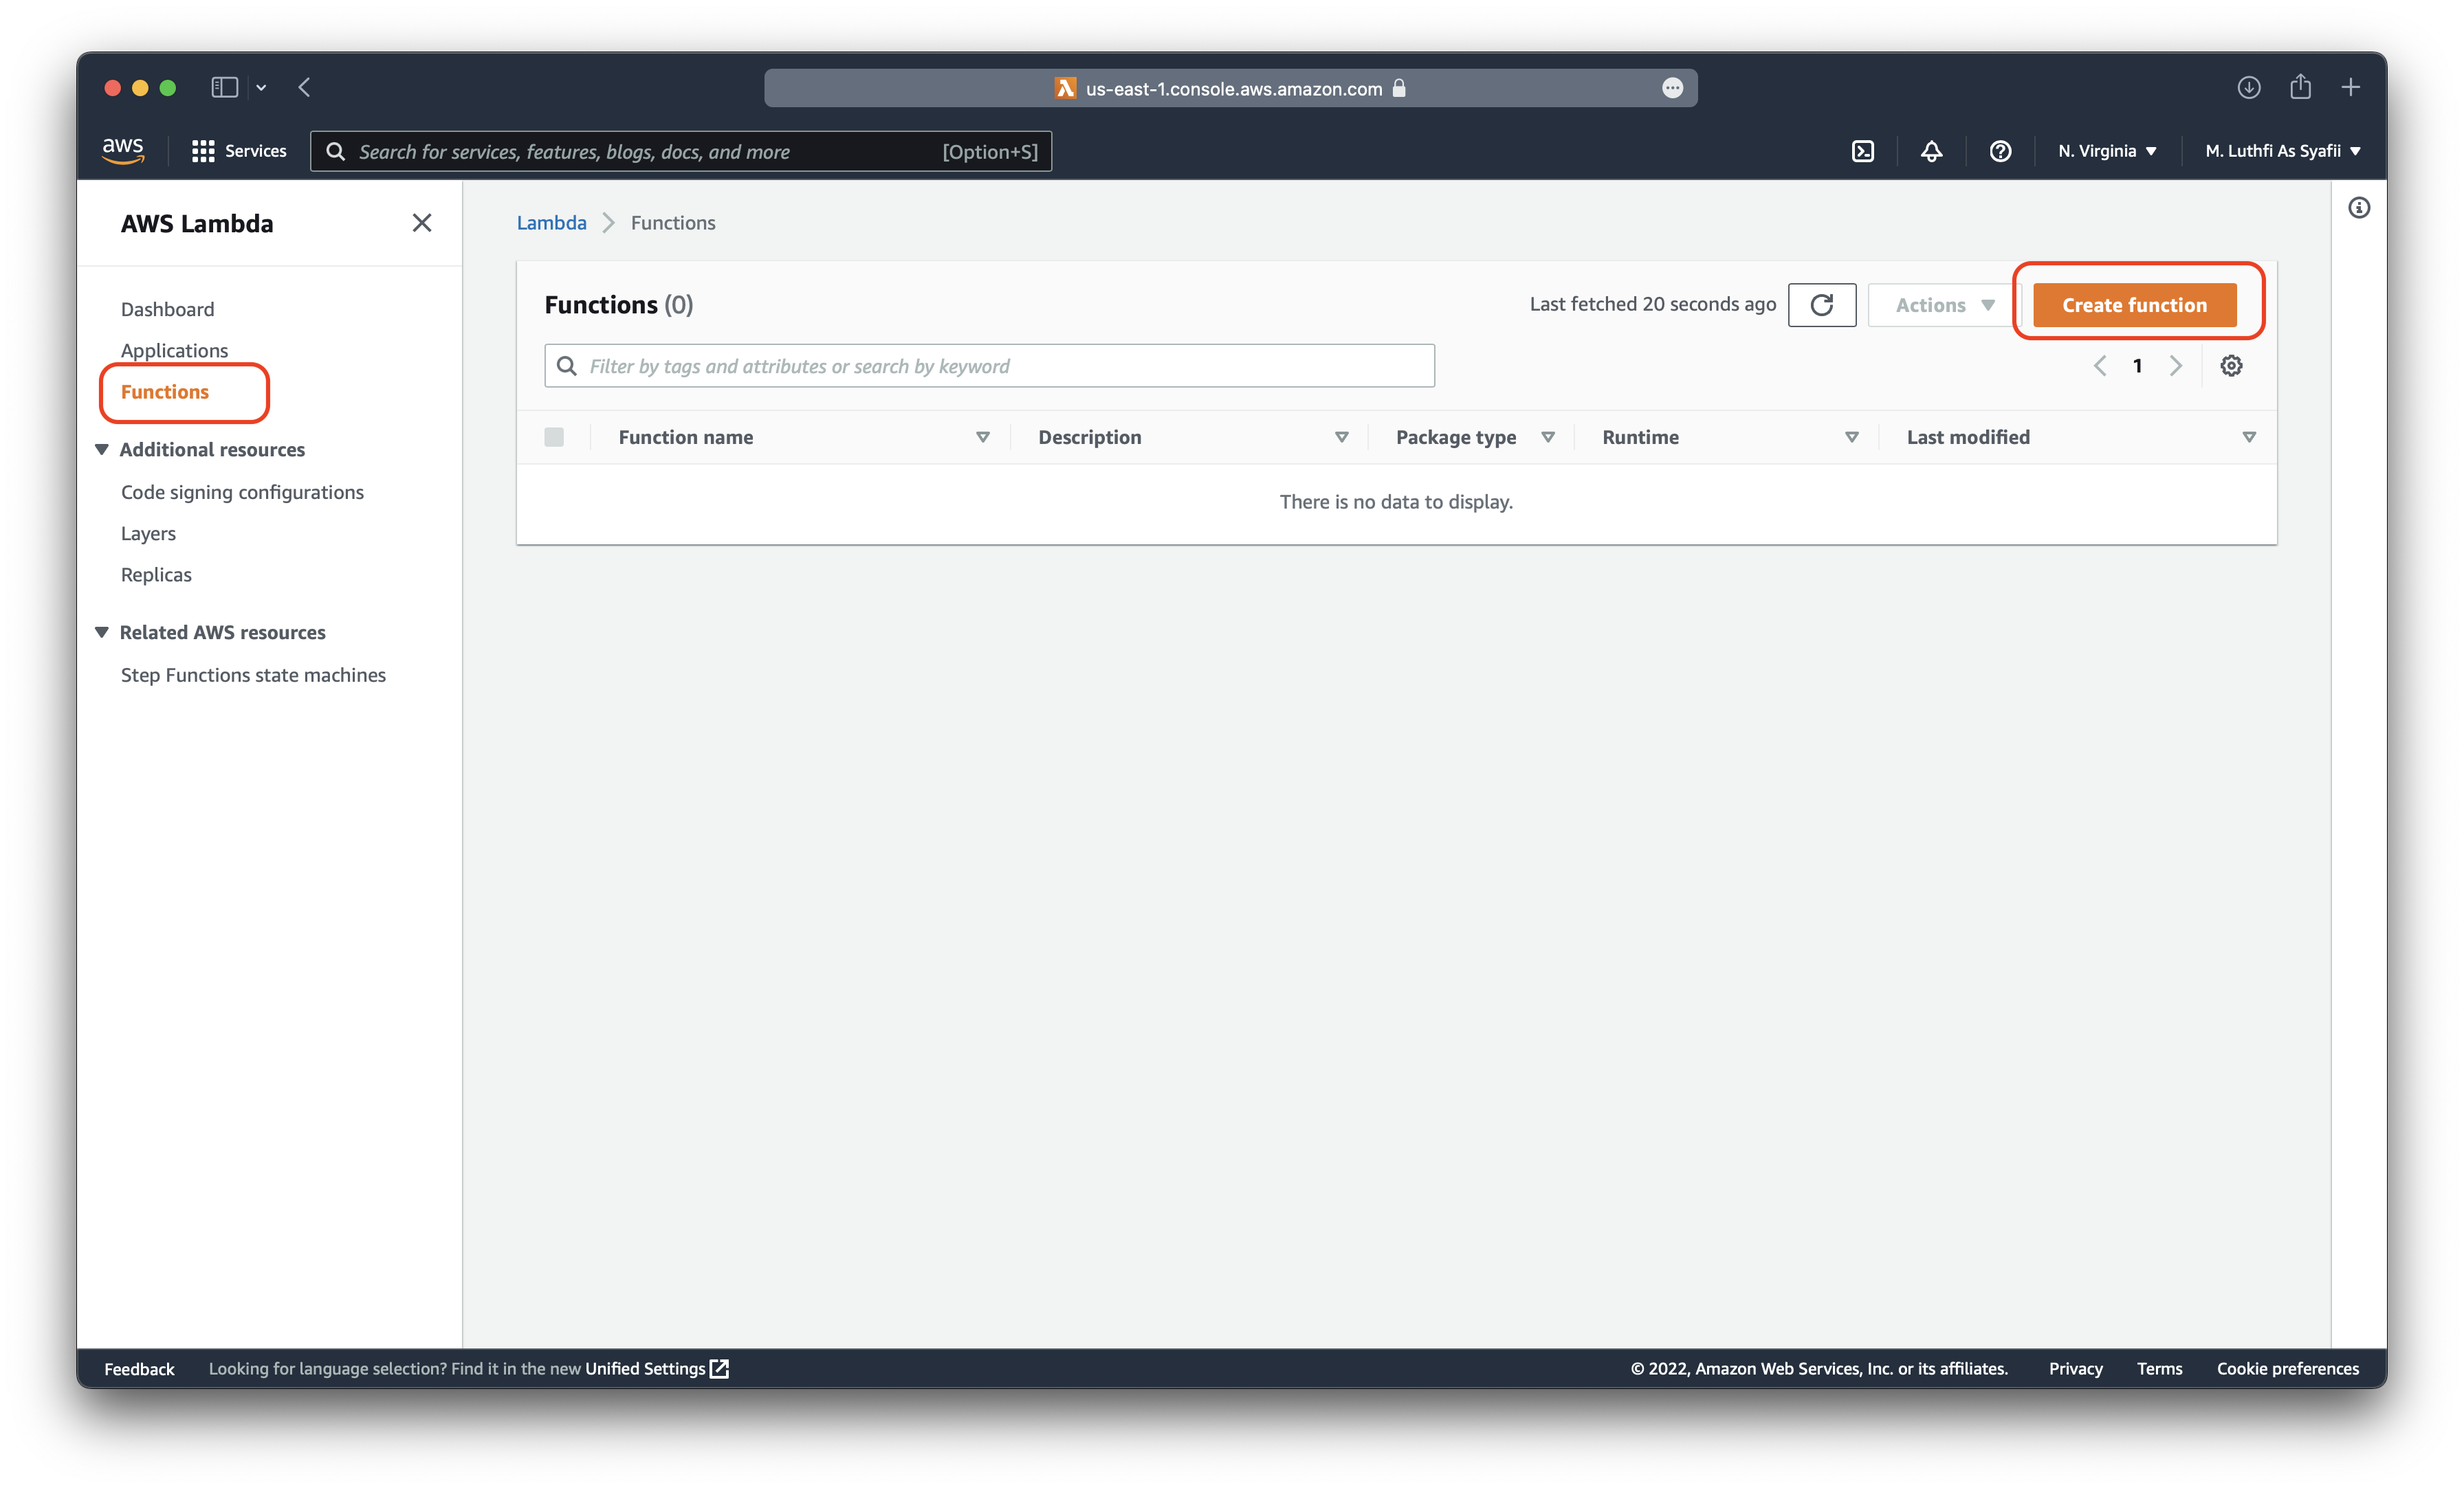 us-east-1.console.aws.amazon.com
aws
Services
Search for services, features, blogs, docs, and more
[Option+S]
N. Virginia
M. Luthfi As Syafii
AWS Lambda
Dashboard
Applications
Functions
Additional resources
Code signing configurations
Layers
Replicas
Related AWS resources
Step Functions state machines
Lambda
Functions
Functions (0)
Last fetched 20 seconds ago
Actions
Create function
Filter by tags and attributes or search by keyword
1
Function name
Description
Package type
Runtime
Last modified
There is no data to display.
Feedback
Looking for language selection? Find it in the new Unified Settings
© 2022, Amazon Web Services, Inc. or its affiliates.
Privacy
Terms
Cookie preferences